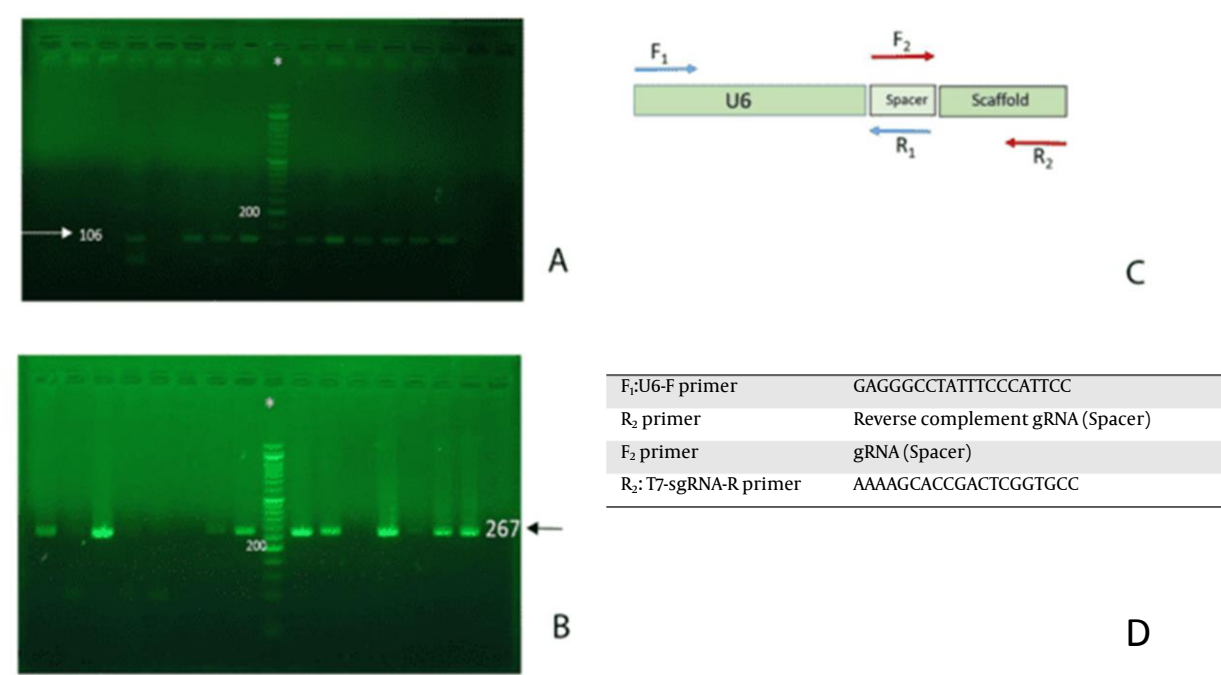 *
200
106
A
F₁
F₂
U6
Spacer
Scaffold
R₁
R₂
C
*
200
267
B
F₁:U6-F primer GAGGGCCTATTTCCCATTCC
R₂ primer Reverse complement gRNA (Spacer)
F₂ primer gRNA (Spacer)
R₂: T7-sgRNA-R primer AAAAGCACCGACTCGGTGCC
D